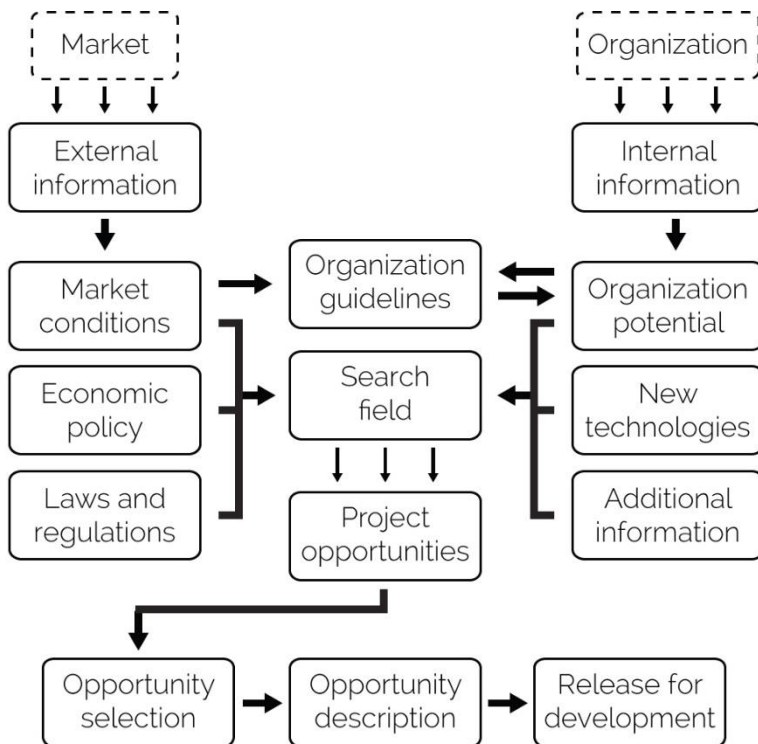 Market
Organization
External
information
Internal
information
Market
conditions
Organization
guidelines
Organization
potential
Economic
policy
Search
field
New
technologies
Laws and
regulations
Project
opportunities
Additional
information
Opportunity
selection
Opportunity
description
Release for
development